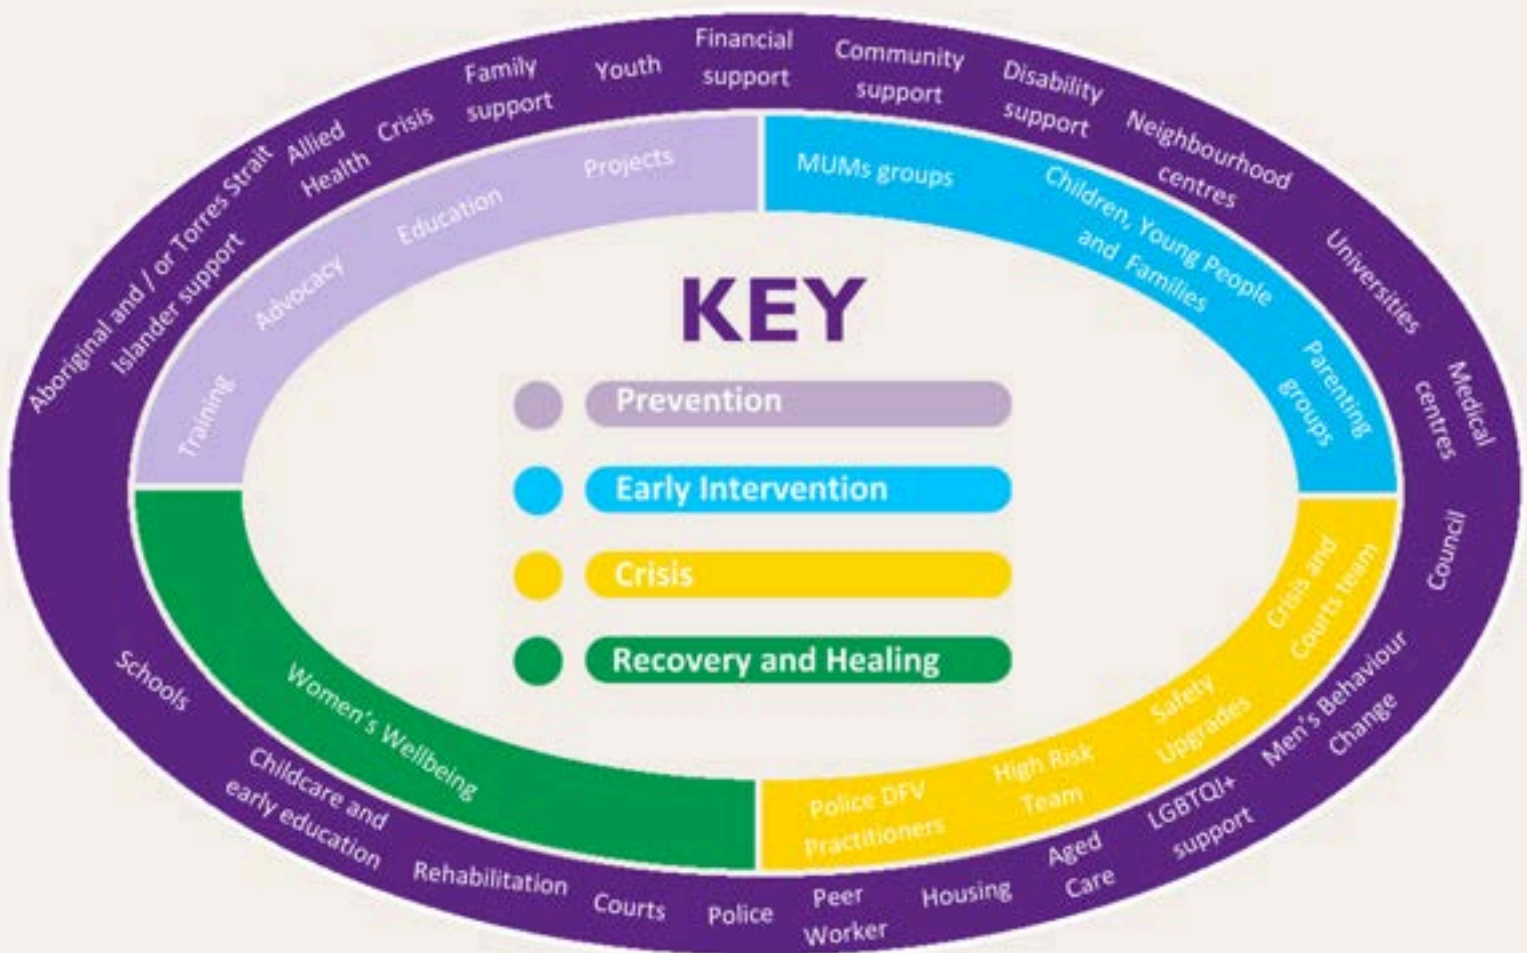 Aboriginal and / or Torres Strait
Islander support
Allied
Health
Crisis
Family
support
Youth
Financial
support
Community
support
Disability
support
Neighbourhood
centres
Universities
Medical
centres
Council
Men's Behaviour
Change
LGBTQI+
support
Aged
Care
Housing
Peer
Worker
Police
Courts
Rehabilitation
Childcare and
early education
Schools
Training
Advocacy
Education
Projects
MUMs groups
Children, Young People
and Families
Parenting
groups
Crisis and
Courts team
Safety
Upgrades
High Risk
Team
Police DFV
Practitioners
Women's Wellbeing
KEY
Prevention
Early Intervention
Crisis
Recovery and Healing